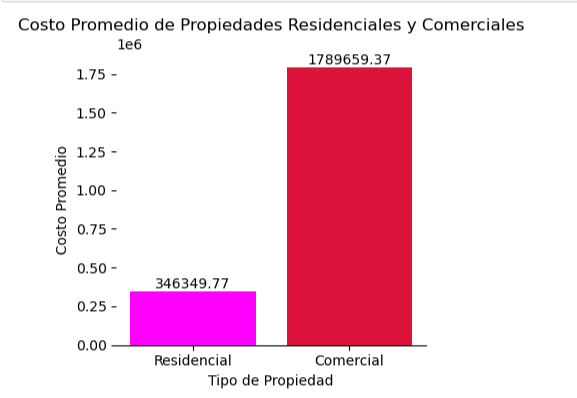 Costo Promedio de Propiedades Residenciales y Comerciales
1e6
1789659.37
1.75
1.50
1.25
1.00
0.75
0.50
0.25
0.00
Costo Promedio
346349.77
Residencial
Comercial
Tipo de Propiedad